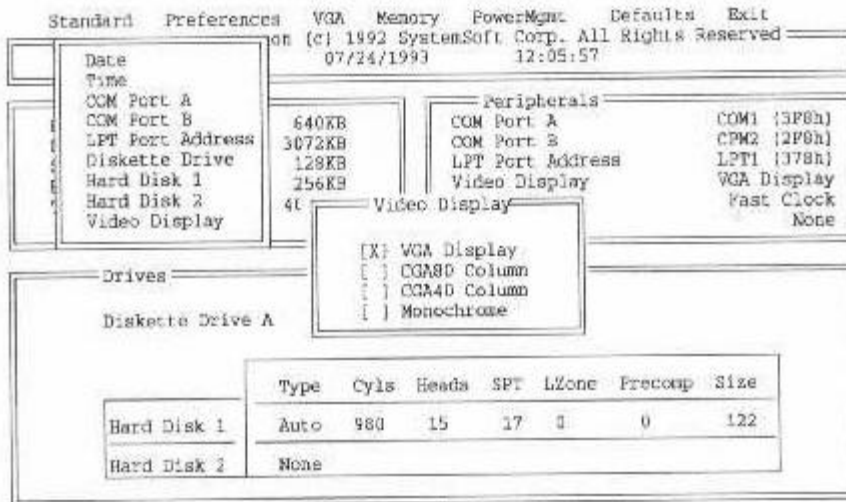 Standard Preferences VGA Memory PowerMgmt Defaults Exit
on (c) 1992 SystemSoft Corp. All Rights Reserved
07/24/1993 12:05:57
Date
Time
COM Port A
COM Port B
LPT Port Address
Diskette Drive
Hard Disk 1
Hard Disk 2
Video Display
640KB
3072KB
128KB
256KB
Peripherals
COM Port A COM1 (3F8h)
COM Port B CPM2 (2F8h)
LPT Port Address LPT1 (378h)
Video Display VGA Display
Fast Clock
None
Video Display
[X] VGA Display
[ ] CGA80 Column
[ ] CGA40 Column
[ ] Monochrome
Drives
Diskette Drive A
Type Cyls Heads SPT LZone Precomp Size
Hard Disk 1 Auto 980 15 17 0 0 122
Hard Disk 2 None